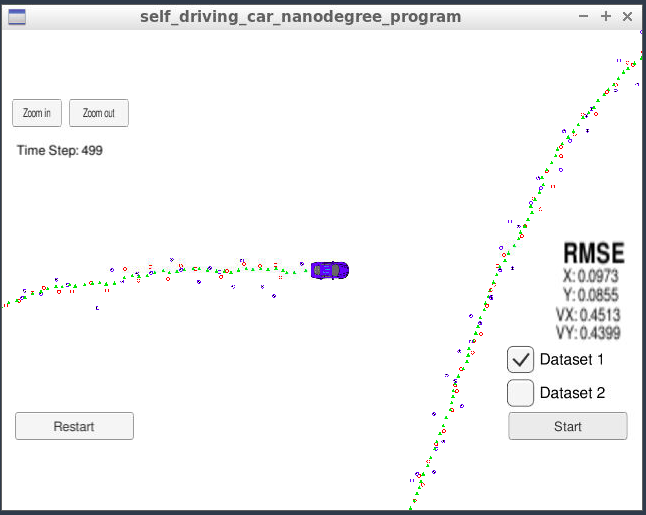 self_driving_car_nanodegree_program
Zoom in
Zoom out
Time Step: 499
RMSE
X: 0.0973
Y: 0.0855
VX: 0.4513
VY: 0.4399
Dataset 1
Dataset 2
Restart
Start